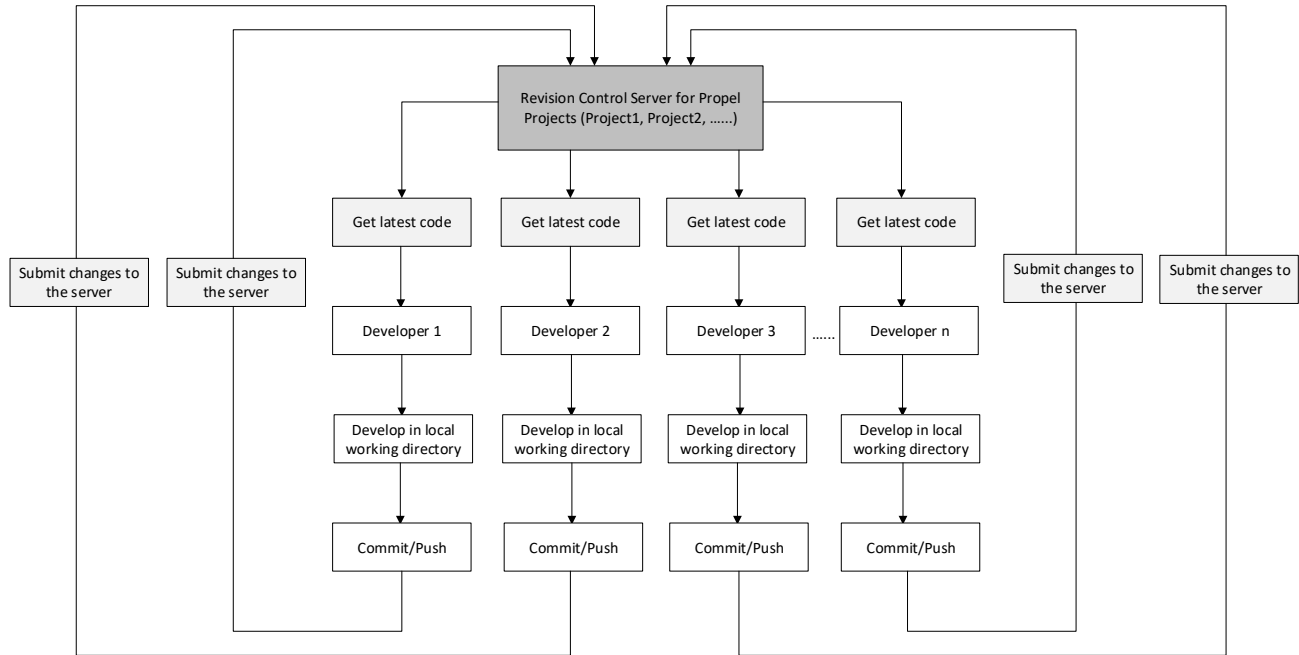 Revision Control Server for Propel
Projects (Project1, Project2, ......)
Get latest code
Get latest code
Get latest code
Get latest code
Submit changes to
the server
Submit changes to
the server
Submit changes to
the server
Submit changes to
the server
Developer 1
Developer 2
Developer 3
......
Developer n
Develop in local
working directory
Develop in local
working directory
Develop in local
working directory
Develop in local
working directory
Commit/Push
Commit/Push
Commit/Push
Commit/Push